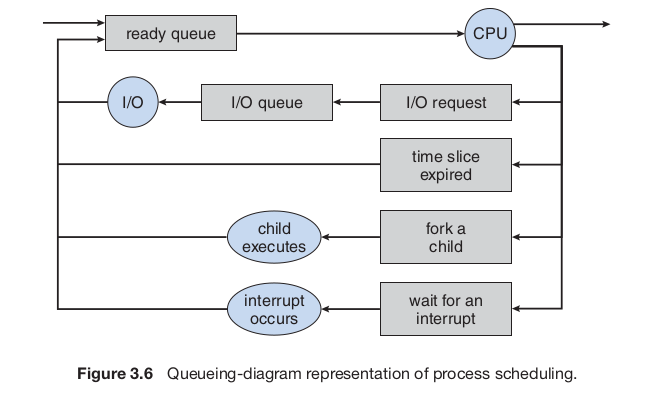 ready queue
CPU
I/O
I/O queue
I/O request
time slice
expired
child
executes
fork a
child
interrupt
occurs
wait for an
interrupt
Figure 3.6 Queueing-diagram representation of process scheduling.